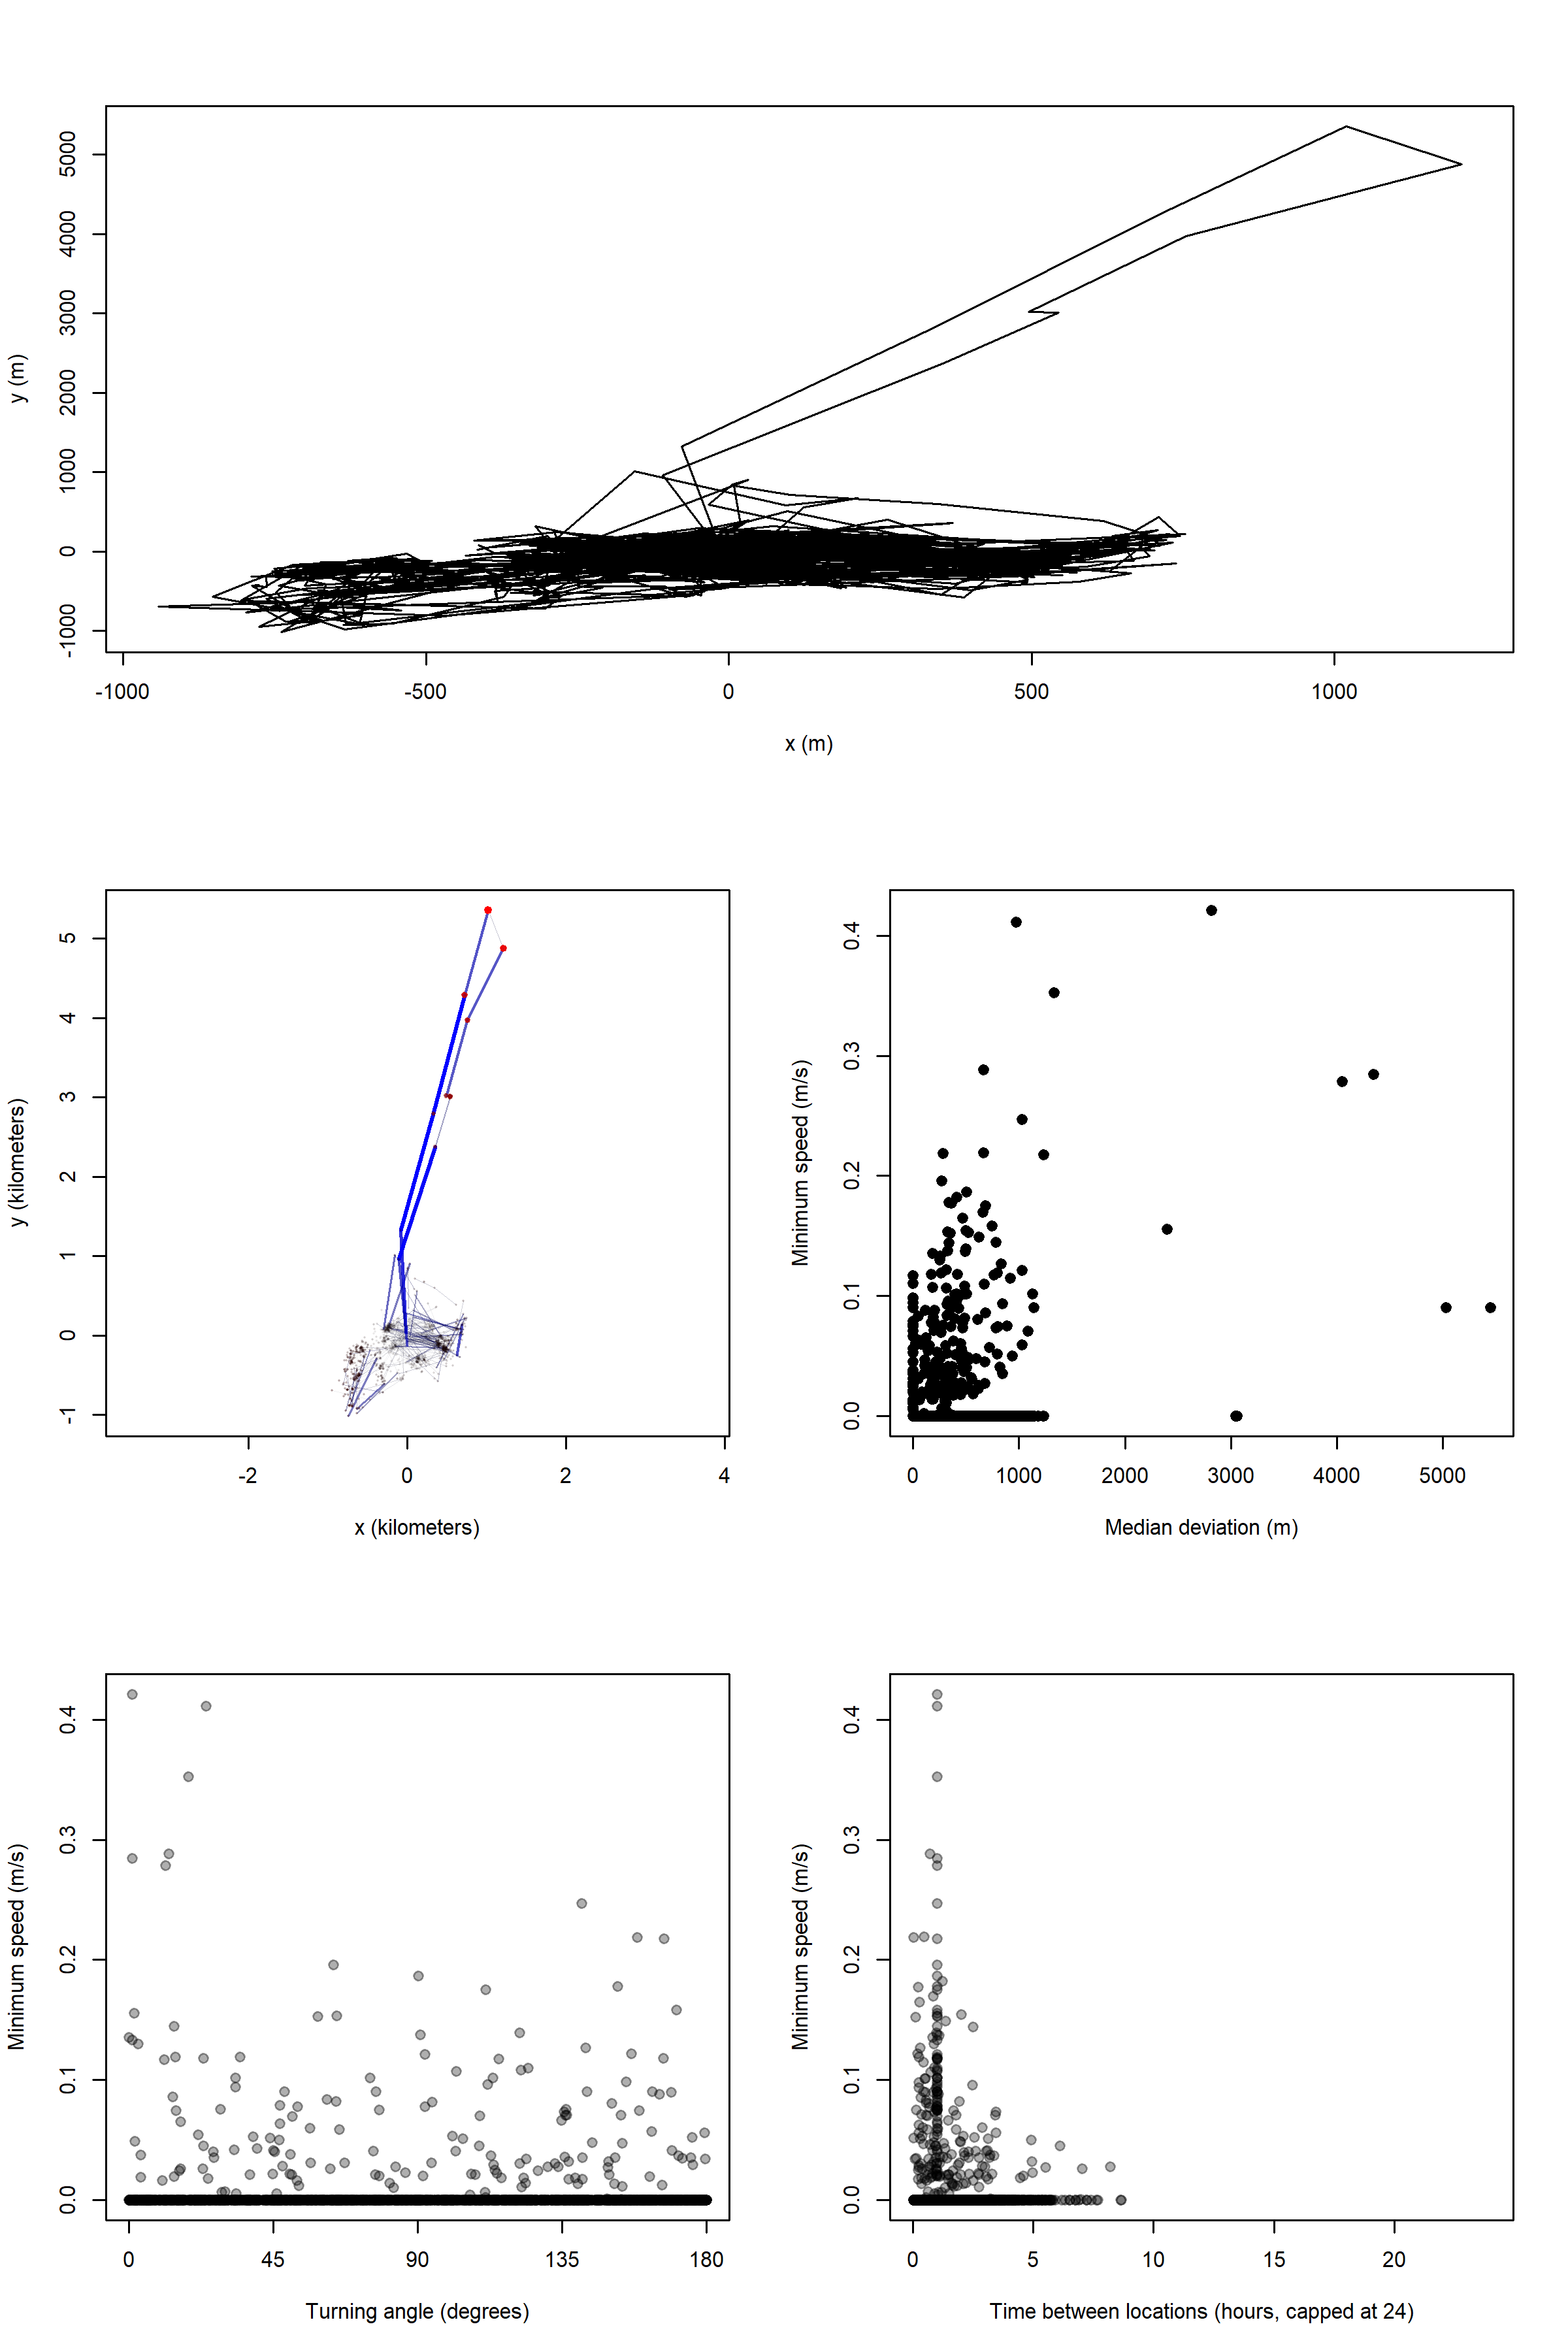 5000
4000
3000
2000
1000
0
-1000
y (m)
-1000 -500 0 500 1000
x (m)
5
4
3
2
1
0
-1
y (kilometers)
-2 0 2 4
x (kilometers)
0.4
0.3
0.2
0.1
0.0
Minimum speed (m/s)
0 1000 2000 3000 4000 5000
Median deviation (m)
0.4
0.3
0.2
0.1
0.0
Minimum speed (m/s)
0 45 90 135 180
Turning angle (degrees)
0.4
0.3
0.2
0.1
0.0
Minimum speed (m/s)
0 5 10 15 20
Time between locations (hours, capped at 24)